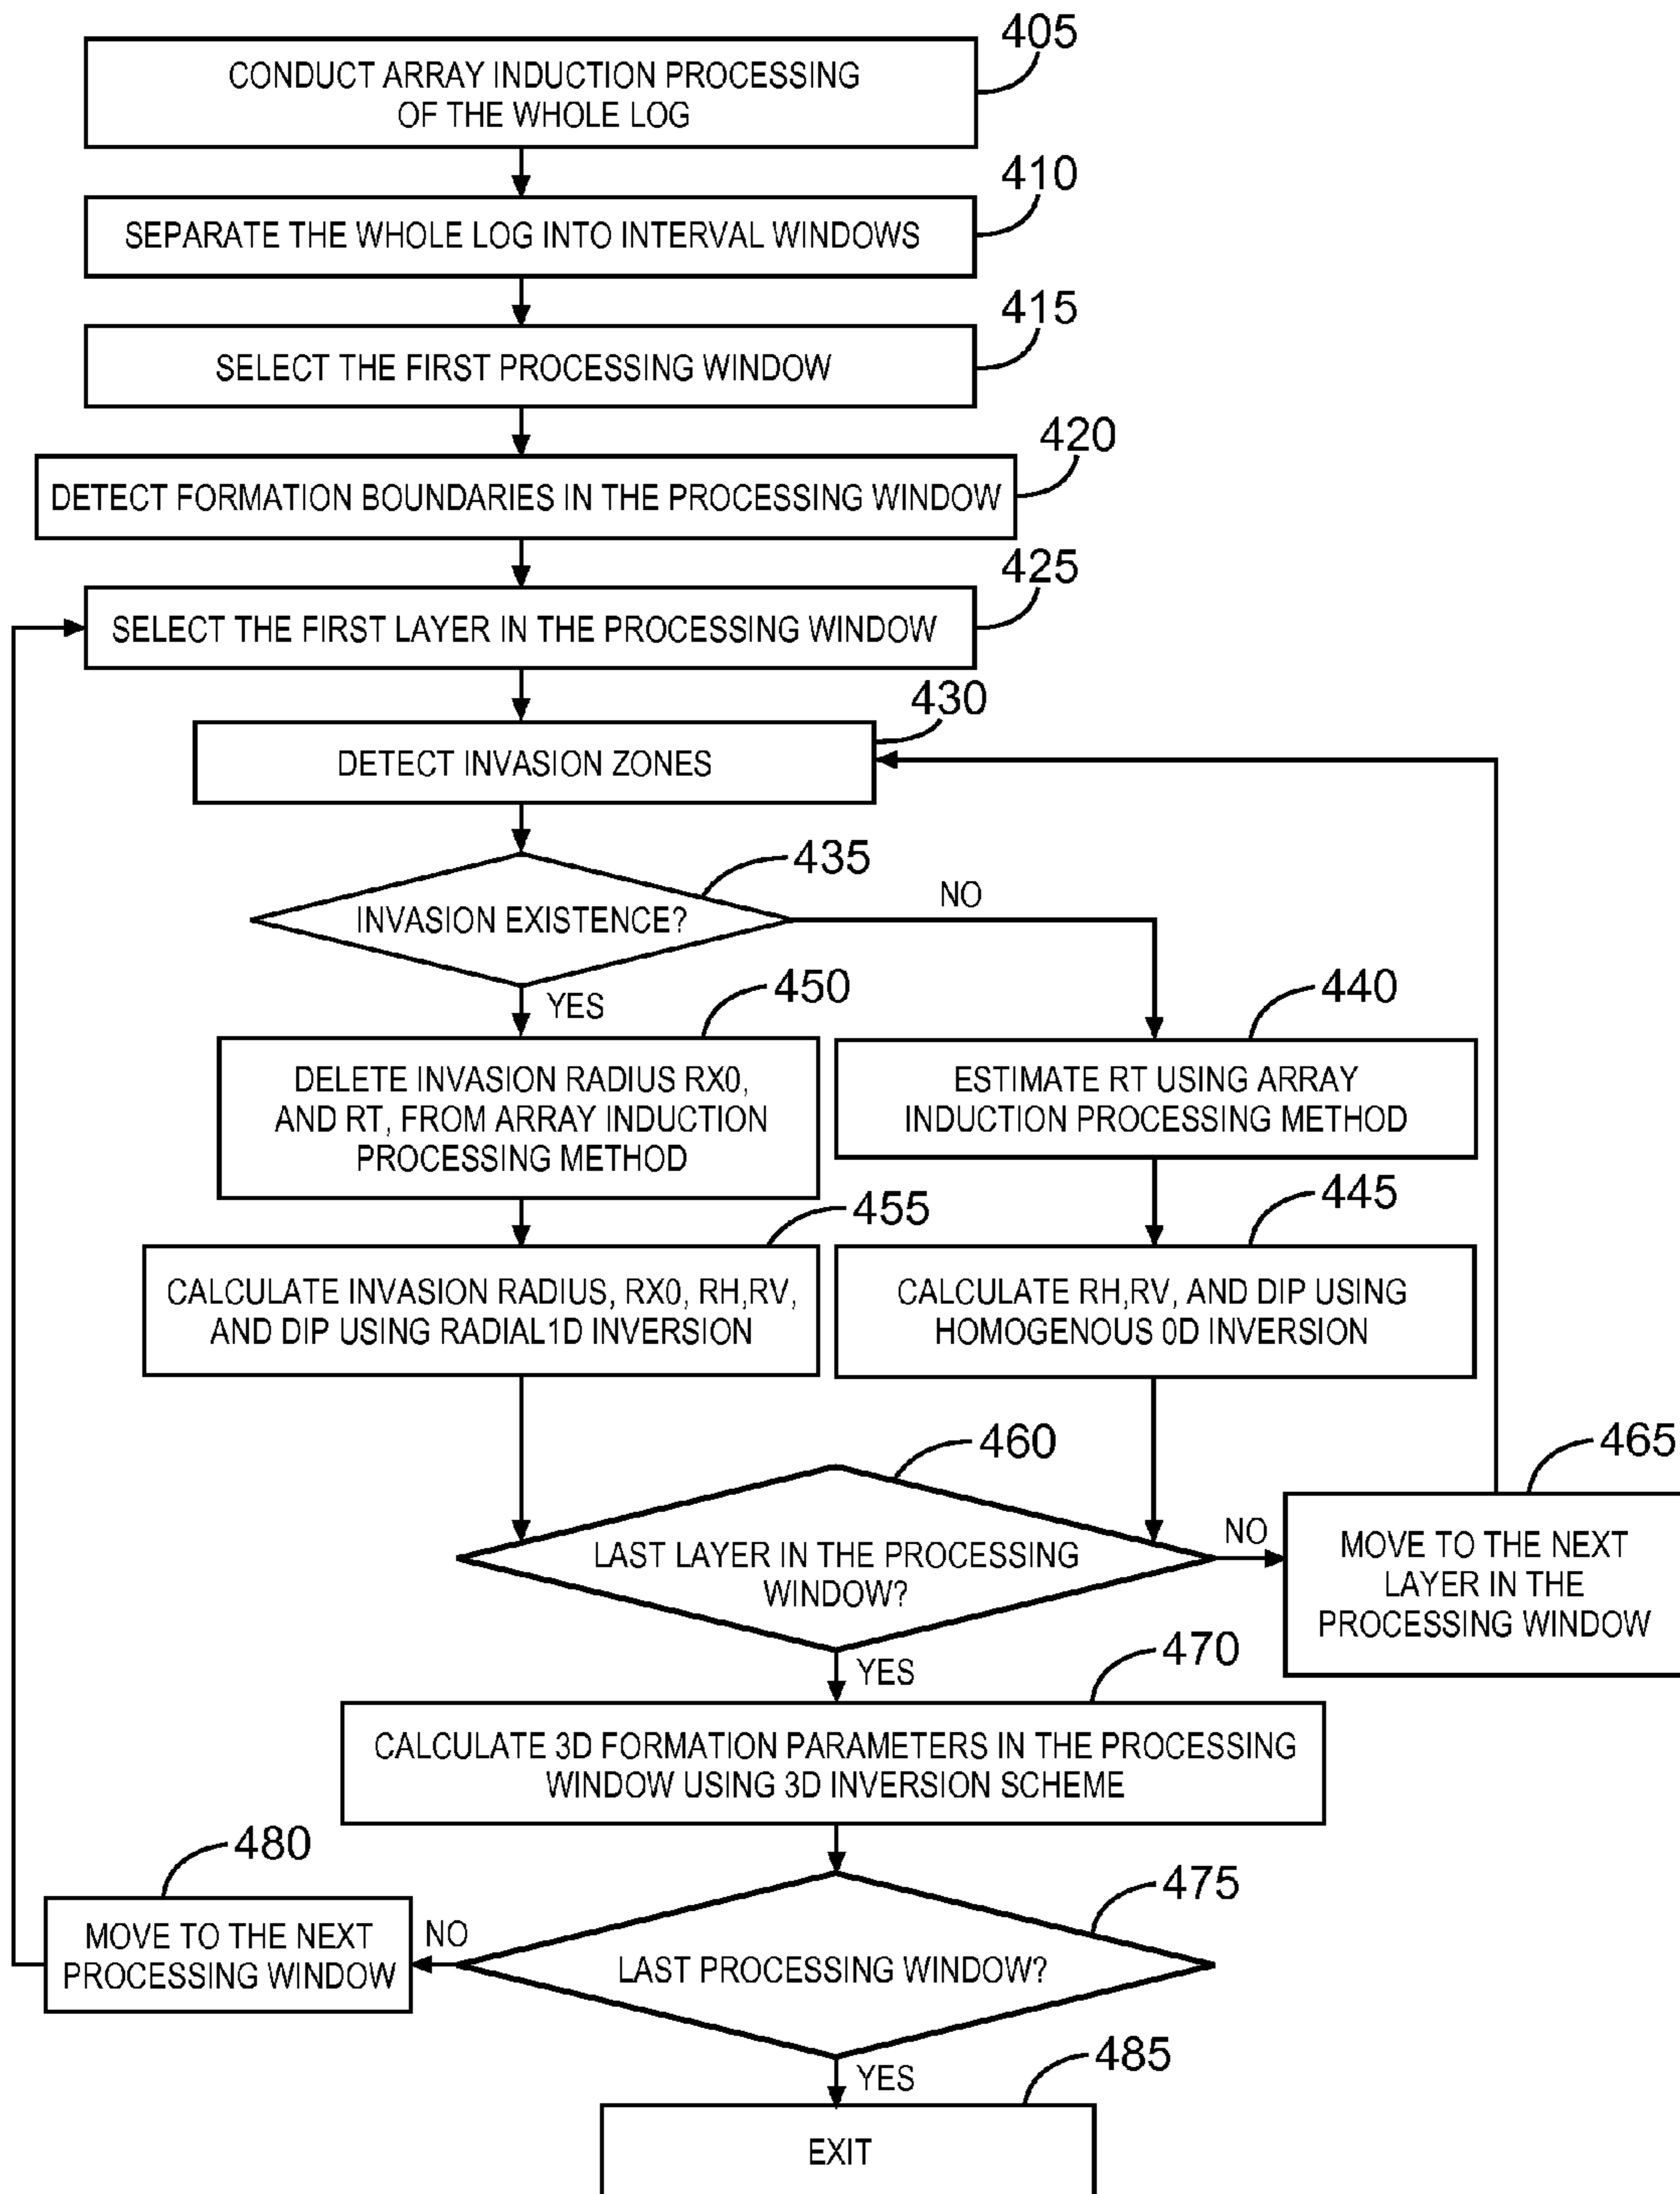 405
CONDUCT ARRAY INDUCTION PROCESSING
OF THE WHOLE LOG
410
SEPARATE THE WHOLE LOG INTO INTERVAL WINDOWS
415
SELECT THE FIRST PROCESSING WINDOW
420
DETECT FORMATION BOUNDARIES IN THE PROCESSING WINDOW
425
SELECT THE FIRST LAYER IN THE PROCESSING WINDOW
430
DETECT INVASION ZONES
435
INVASION EXISTENCE?
NO
YES
450
DELETE INVASION RADIUS RX0,
AND RT, FROM ARRAY INDUCTION
PROCESSING METHOD
440
ESTIMATE RT USING ARRAY
INDUCTION PROCESSING METHOD
455
CALCULATE INVASION RADIUS, RX0, RH,RV,
AND DIP USING RADIAL1D INVERSION
445
CALCULATE RH,RV, AND DIP USING
HOMOGENOUS 0D INVERSION
460
LAST LAYER IN THE PROCESSING
WINDOW?
NO
465
MOVE TO THE NEXT
LAYER IN THE
PROCESSING WINDOW
YES
470
CALCULATE 3D FORMATION PARAMETERS IN THE PROCESSING
WINDOW USING 3D INVERSION SCHEME
475
LAST PROCESSING WINDOW?
NO
480
MOVE TO THE NEXT
PROCESSING WINDOW
YES
485
EXIT